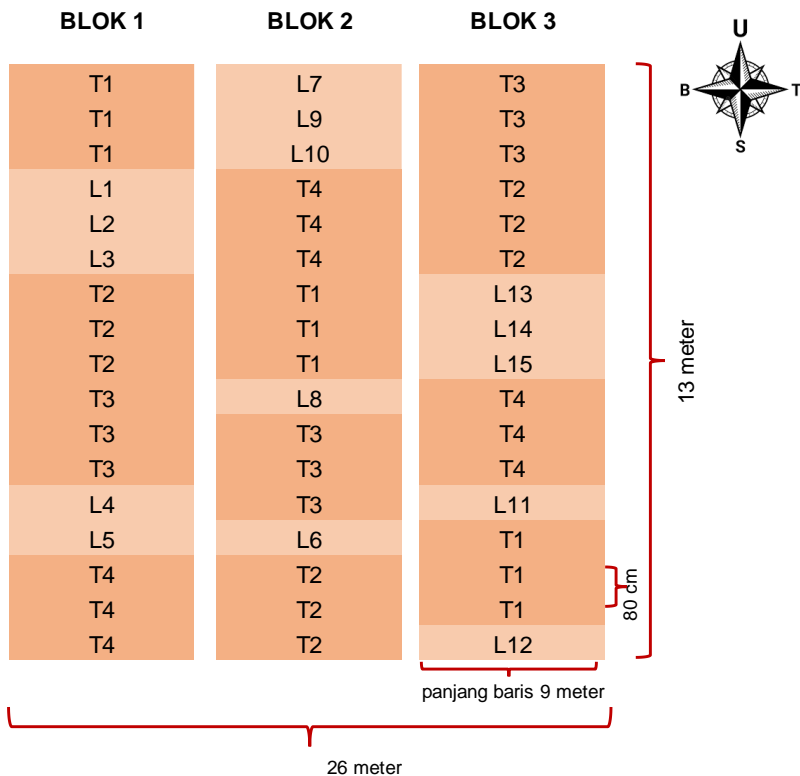 BLOK 1 BLOK 2 BLOK 3
U
B T
S
T1 L7 T3
T1 L9 T3
T1 L10 T3
L1 T4 T2
L2 T4 T2
L3 T4 T2
T2 T1 L13
T2 T1 L14
T2 T1 L15
T3 L8 T4
T3 T3 T4
T3 T3 T4
L4 T3 L11
L5 L6 T1
T4 T2 T1
T4 T2 T1
T4 T2 L12
80 cm
13 meter
panjang baris 9 meter
26 meter